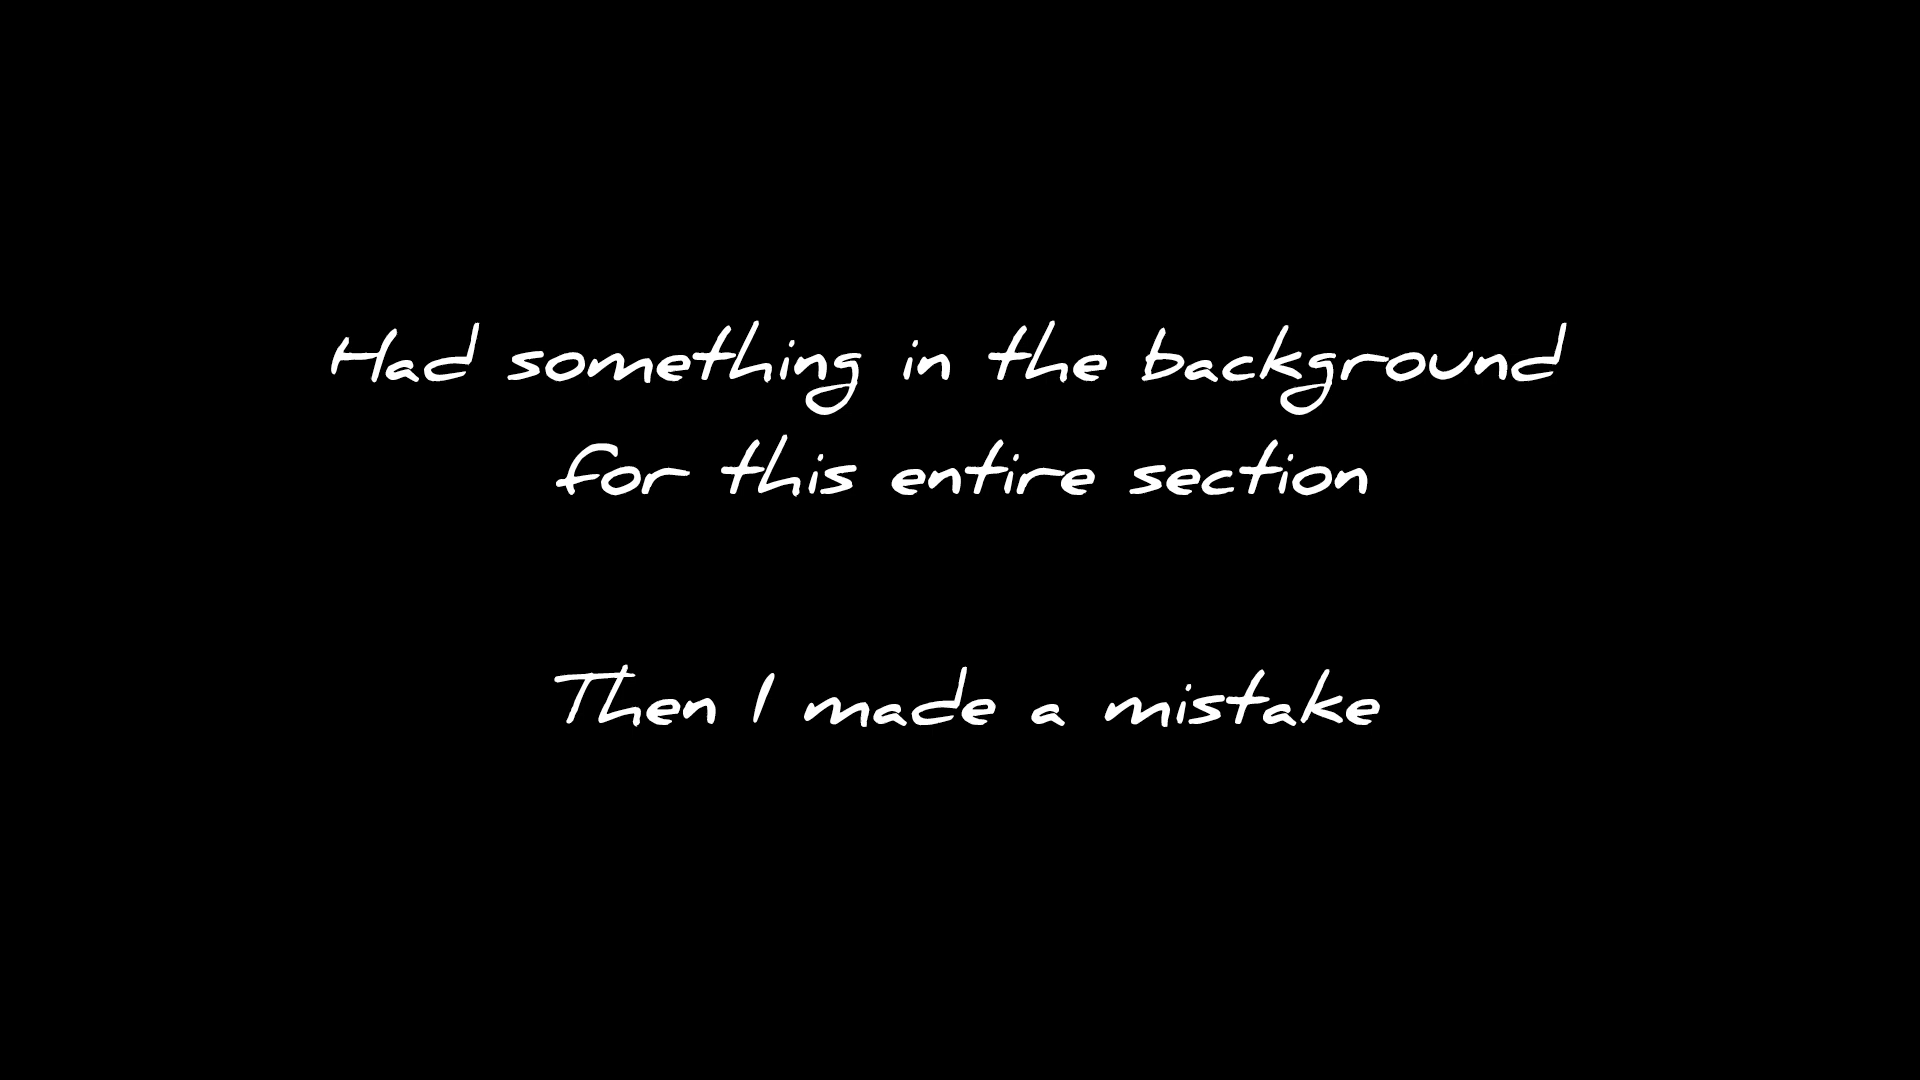 Had something in the background
for this entire section
Then I made a mistake